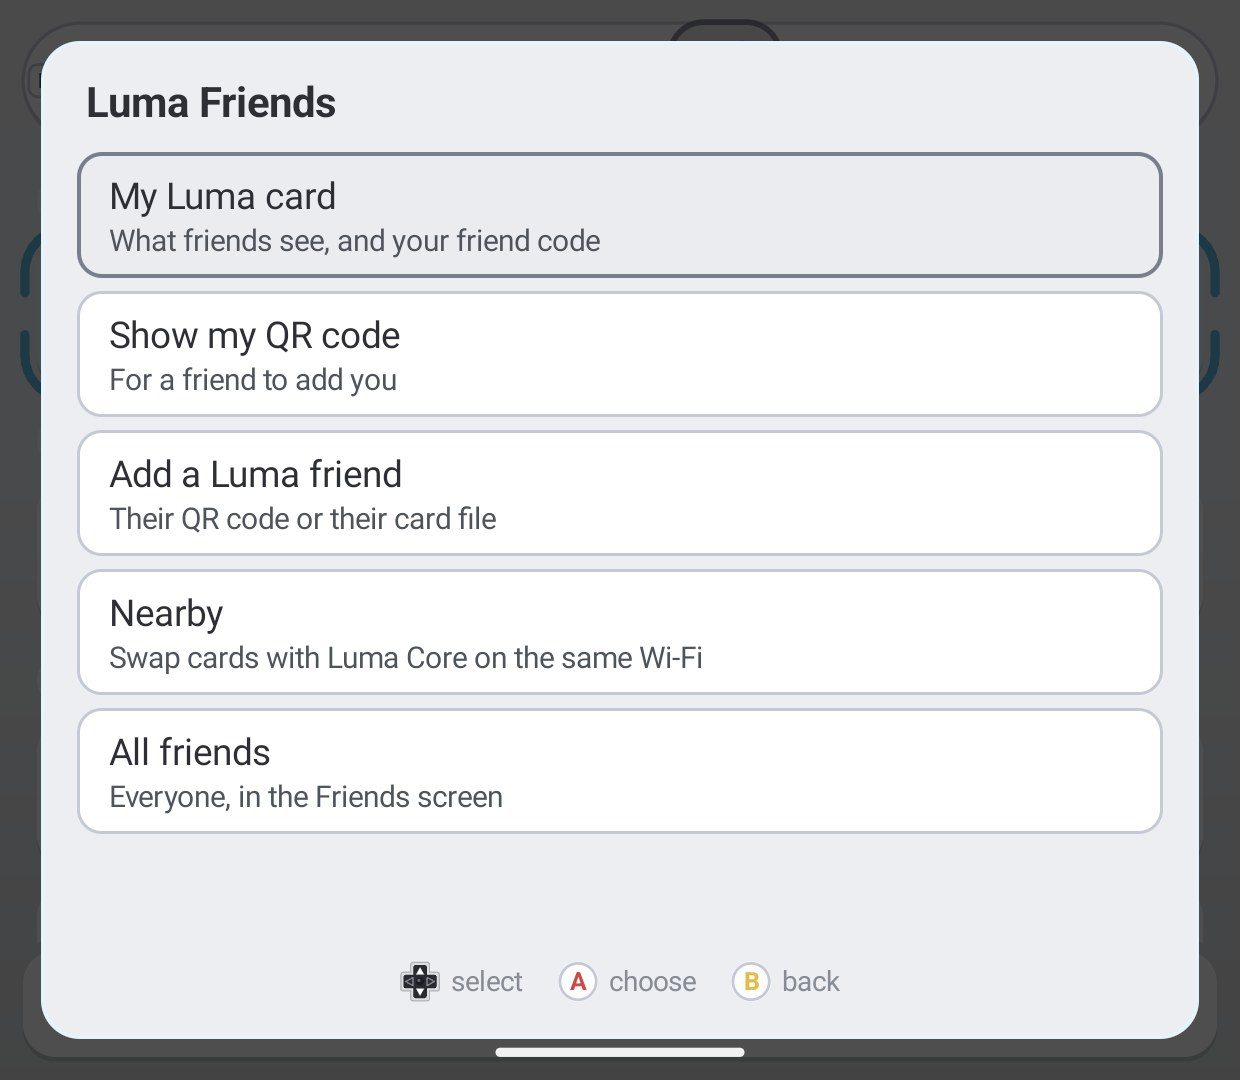 Luma Friends
My Luma card
What friends see, and your friend code
Show my QR code
For a friend to add you
Add a Luma friend
Their QR code or their card file
Nearby
Swap cards with Luma Core on the same Wi-Fi
All friends
Everyone, in the Friends screen
select A choose B back